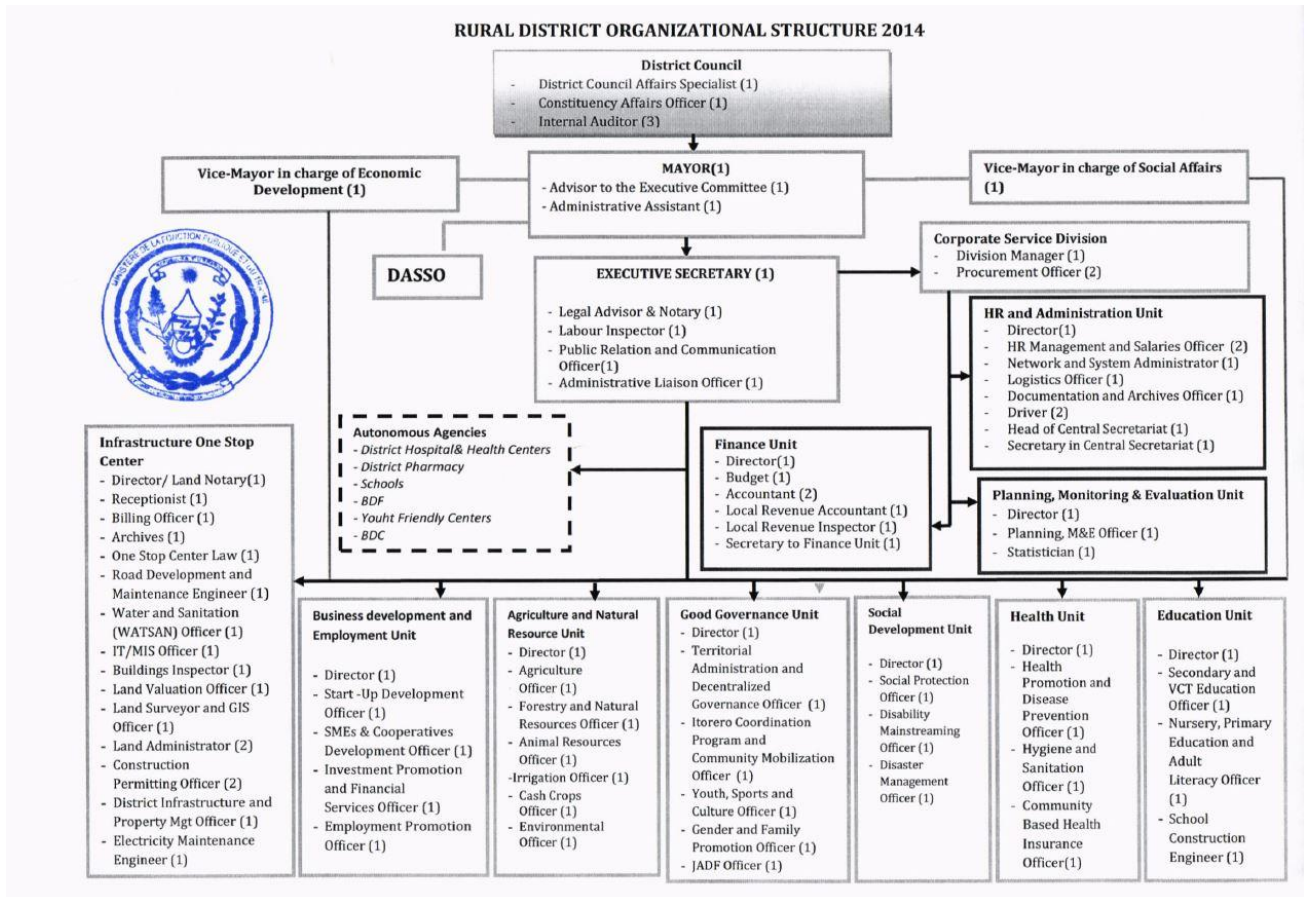 RURAL DISTRICT ORGANIZATIONAL STRUCTURE 2014
District Council
- District Council Affairs Specialist (1)
- Constituency Affairs Officer (1)
- Internal Auditor (3)
Vice-Mayor in charge of Economic
Development (1)
MAYOR(1)
- Advisor to the Executive Committee (1)
- Administrative Assistant (1)
Vice-Mayor in charge of Social Affairs
(1)
DASSO
EXECUTIVE SECRETARY (1)
- Legal Advisor & Notary (1)
- Labour Inspector (1)
- Public Relation and Communication
Officer(1)
- Administrative Liaison Officer (1)
Corporate Service Division
- Division Manager (1)
- Procurement Officer (2)
HR and Administration Unit
- Director(1)
- HR Management and Salaries Officer (2)
- Network and System Administrator (1)
- Logistics Officer (1)
- Documentation and Archives Officer (1)
- Driver (2)
- Head of Central Secretariat (1)
- Secretary in Central Secretariat (1)
MINISTERE DE LA FONCTION PUBLIQUE ET DU
Autonomous Agencies
- District Hospital& Health Centers
- District Pharmacy
- Schools
- BDF
- Youht Friendly Centers
- BDC
Finance Unit
- Director(1)
- Budget (1)
- Accountant (2)
- Local Revenue Accountant (1)
- Local Revenue Inspector (1)
- Secretary to Finance Unit (1)
Planning, Monitoring & Evaluation Unit
- Director (1)
- Planning, M&E Officer (1)
- Statistician (1)
Infrastructure One Stop
Center
- Director/ Land Notary(1)
- Receptionist (1)
- Billing Officer (1)
- Archives (1)
- One Stop Center Law (1)
- Road Development and
Maintenance Engineer (1)
- Water and Sanitation
(WATSAN) Officer (1)
- IT/MIS Officer (1)
- Buildings Inspector (1)
- Land Valuation Officer (1)
- Land Surveyor and GIS
Officer (1)
- Land Administrator (2)
- Construction
Permitting Officer (2)
- District Infrastructure and
Property Mgt Officer (1)
- Electricity Maintenance
Engineer (1)
Business development and
Employment Unit
- Director (1)
- Start -Up Development
Officer (1)
- SMEs & Cooperatives
Development Officer (1)
- Investment Promotion
and Financial
Services Officer (1)
- Employment Promotion
Officer (1)
Agriculture and Natural
Resource Unit
- Director (1)
- Agriculture
Officer (1)
- Forestry and Natural
Resources Officer (1)
- Animal Resources
Officer (1)
-Irrigation Officer (1)
- Cash Crops
Officer (1)
- Environmental
Officer (1)
Good Governance Unit
- Director (1)
- Territorial
Administration and
Decentralized
Governance Officer (1)
- Itorero Coordination
Program and
Community Mobilization
Officer (1)
- Youth, Sports and
Culture Officer (1)
- Gender and Family
Promotion Officer (1)
- JADF Officer (1)
Social
Development Unit
- Director (1)
- Social Protection
Officer (1)
- Disability
Mainstreaming
Officer (1)
- Disaster
Management
Officer (1)
Health Unit
- Director (1)
- Health
Promotion and
Disease
Prevention
Officer (1)
- Hygiene and
Sanitation
Officer (1)
- Community
Based Health
Insurance
Officer(1)
Education Unit
- Director (1)
- Secondary and
VCT Education
Officer (1)
- Nursery, Primary
Education and
Adult
Literacy Officer
(1)
- School
Construction
Engineer (1)